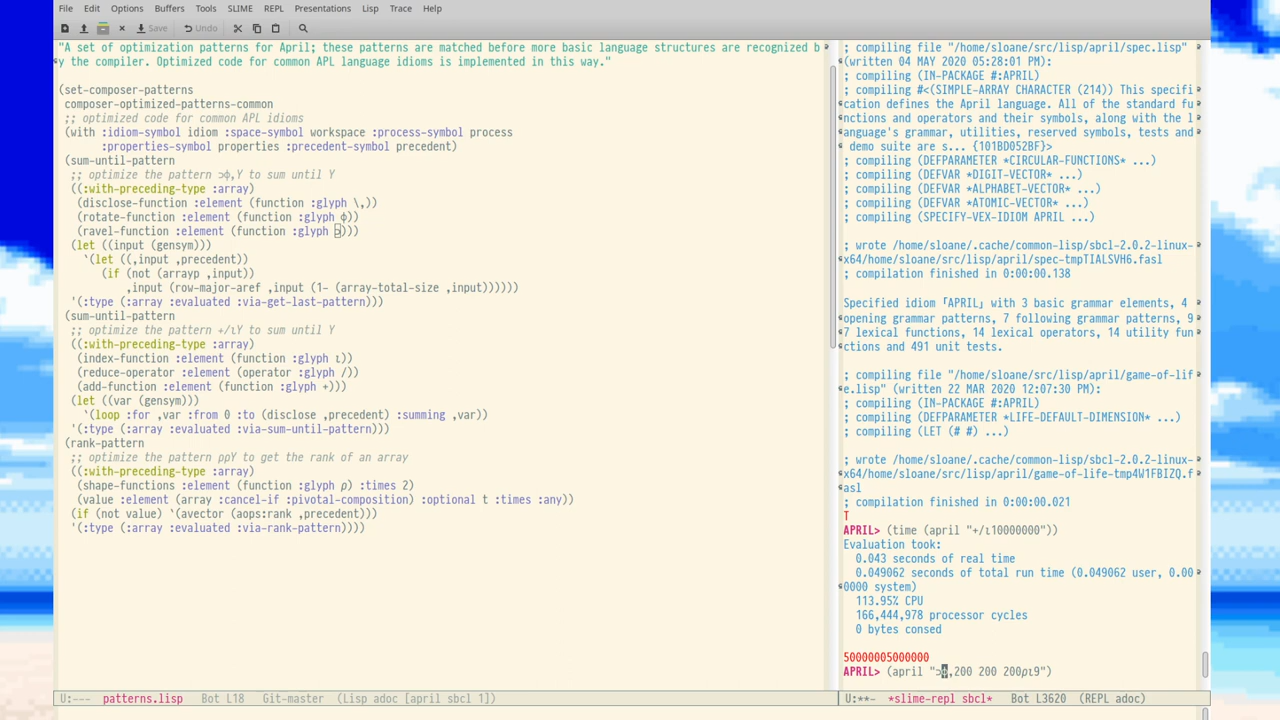 File Edit Options Buffers Tools SLIME REPL Presentations Lisp Trace Help
Save Undo
"A set of optimization patterns for April; these patterns are matched before more basic language structures are recognized b
y the compiler. Optimized code for common APL language idioms is implemented in this way."
(set-composer-patterns
composer-optimized-patterns-common
;; optimized code for common APL idioms
(with :idiom-symbol idiom :space-symbol workspace :process-symbol process
:properties-symbol properties :precedent-symbol precedent)
(sum-until-pattern
;; optimize the pattern ⊃⌽,Y to sum until Y
((:with-preceding-type :array)
(disclose-function :element (function :glyph \,))
(rotate-function :element (function :glyph ⌽))
(ravel-function :element (function :glyph ⊃)))
(let ((input (gensym)))
`(let ((,input ,precedent))
(if (not (arrayp ,input))
,input (row-major-aref ,input (1- (array-total-size ,input))))))
'(:type (:array :evaluated :via-get-last-pattern)))
(sum-until-pattern
;; optimize the pattern +/⍳Y to sum until Y
((:with-preceding-type :array)
(index-function :element (function :glyph ⍳))
(reduce-operator :element (operator :glyph /))
(add-function :element (function :glyph +)))
(let ((var (gensym)))
`(loop :for ,var :from 0 :to (disclose ,precedent) :summing ,var))
'(:type (:array :evaluated :via-sum-until-pattern)))
(rank-pattern
;; optimize the pattern ⍴⍴Y to get the rank of an array
((:with-preceding-type :array)
(shape-functions :element (function :glyph ⍴) :times 2)
(value :element (array :cancel-if :pivotal-composition) :optional t :times :any))
(if (not value) `(avector (aops:rank ,precedent)))
'(:type (:array :evaluated :via-rank-pattern))))
U:--- patterns.lisp Bot L18 Git-master (Lisp adoc [april sbcl 1])
; compiling file "/home/sloane/src/lisp/april/spec.lisp"
(written 04 MAY 2020 05:28:01 PM):
; compiling (IN-PACKAGE #:APRIL)
; compiling #<(SIMPLE-ARRAY CHARACTER (214)) This specifi
cation defines the April language. All of the standard fu
nctions and operators and their symbols, along with the l
anguage's grammar, utilities, reserved symbols, tests and
demo suite are s... {101BD052BF}>
; compiling (DEFPARAMETER *CIRCULAR-FUNCTIONS* ...)
; compiling (DEFVAR *DIGIT-VECTOR* ...)
; compiling (DEFVAR *ALPHABET-VECTOR* ...)
; compiling (DEFVAR *ATOMIC-VECTOR* ...)
; compiling (SPECIFY-VEX-IDIOM APRIL ...)
; wrote /home/sloane/.cache/common-lisp/sbcl-2.0.2-linux-
x64/home/sloane/src/lisp/april/spec-tmpTIALSVH6.fasl
; compilation finished in 0:00:00.138
Specified idiom「APRIL」with 3 basic grammar elements, 4
opening grammar patterns, 7 following grammar patterns, 9
7 lexical functions, 14 lexical operators, 14 utility fun
ctions and 491 unit tests.
; compiling file "/home/sloane/src/lisp/april/game-of-lif
e.lisp" (written 22 MAR 2020 12:07:30 PM):
; compiling (IN-PACKAGE #:APRIL)
; compiling (DEFPARAMETER *LIFE-DEFAULT-DIMENSION* ...)
; compiling (LET (# #) ...)
; wrote /home/sloane/.cache/common-lisp/sbcl-2.0.2-linux-
x64/home/sloane/src/lisp/april/game-of-life-tmp4W1FBIZQ.f
asl
; compilation finished in 0:00:00.021
T
APRIL> (time (april "+/⍳10000000"))
Evaluation took:
0.043 seconds of real time
0.049062 seconds of total run time (0.049062 user, 0.00
0000 system)
113.95% CPU
166,444,978 processor cycles
0 bytes consed
50000005000000
APRIL> (april "⊃⌽,200 200 200⍴⍳9")
U:**- *slime-repl sbcl* Bot L3620 (REPL adoc)